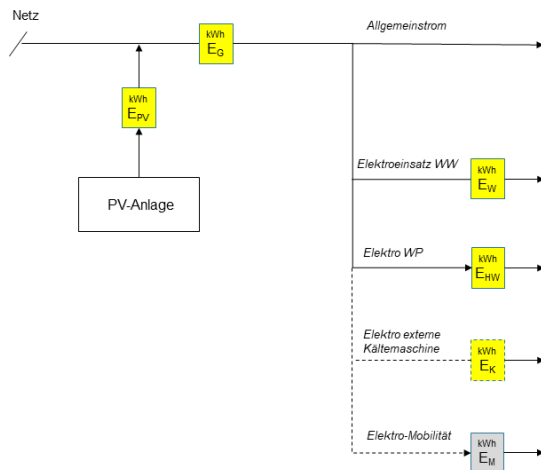 Netz
kWh
E_G
Allgemeinstrom
kWh
E_PV
PV-Anlage
Elektroeinsatz WW
kWh
E_W
Elektro WP
kWh
E_HW
Elektro externe
Kältemaschine
kWh
E_K
Elektro-Mobilität
kWh
E_M